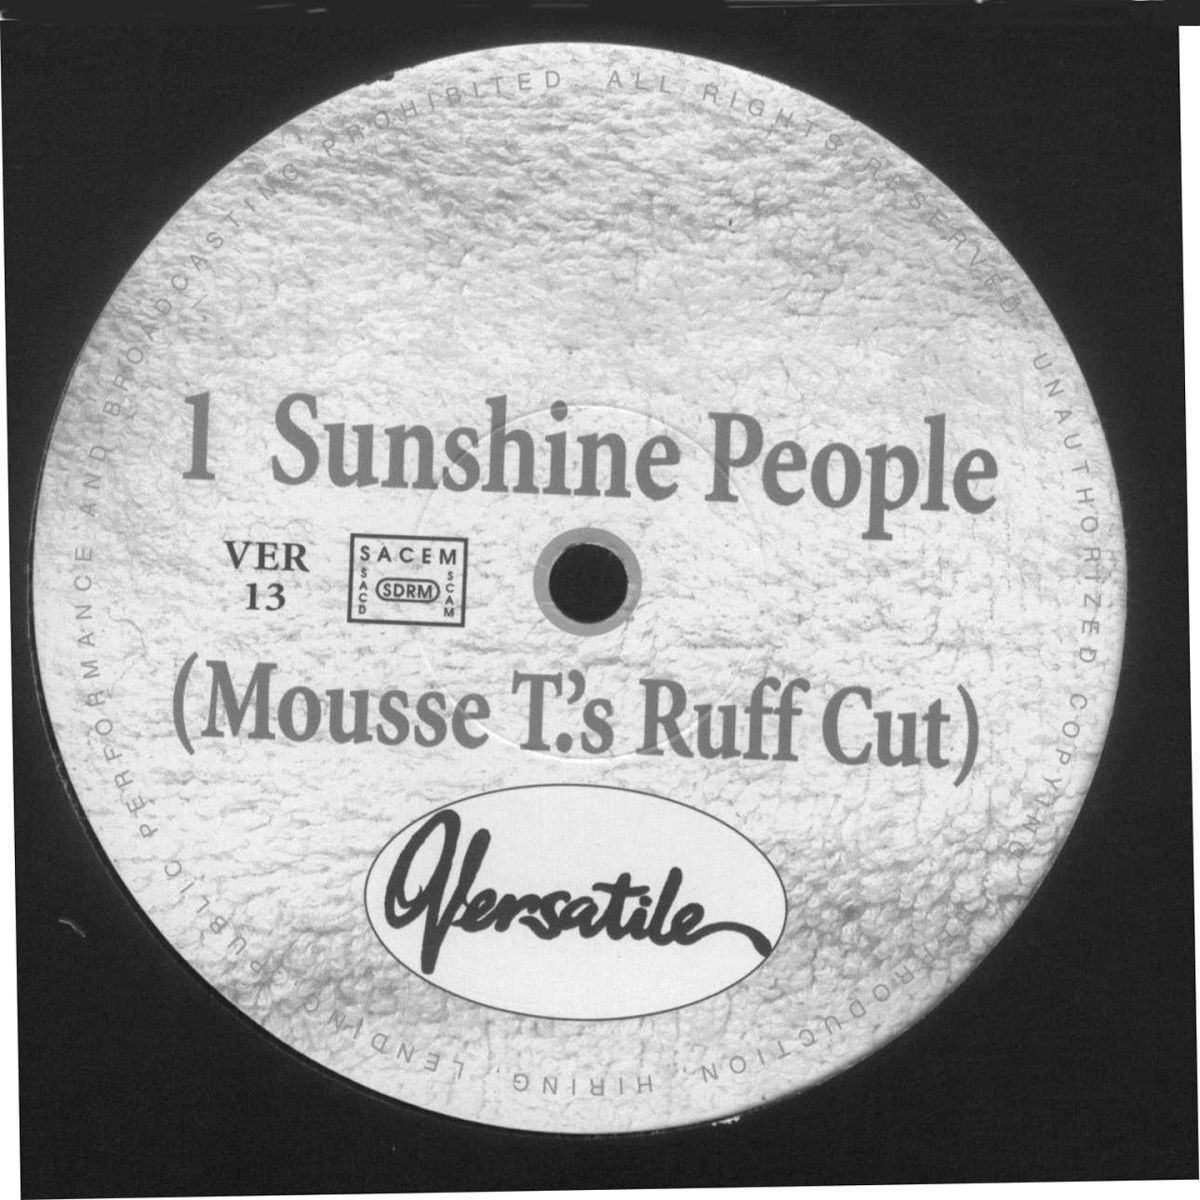 ALL RIGHTS RESERVED UNAUTHORIZED COPYING REPRODUCTION, HIRING, LENDING, PUBLIC PERFORMANCE AND BROADCASTING PROHIBITED
1 Sunshine People
VER
13
SACEM
SACD
SDRM
SCAM
(Mousse T.'s Ruff Cut)
Versatile